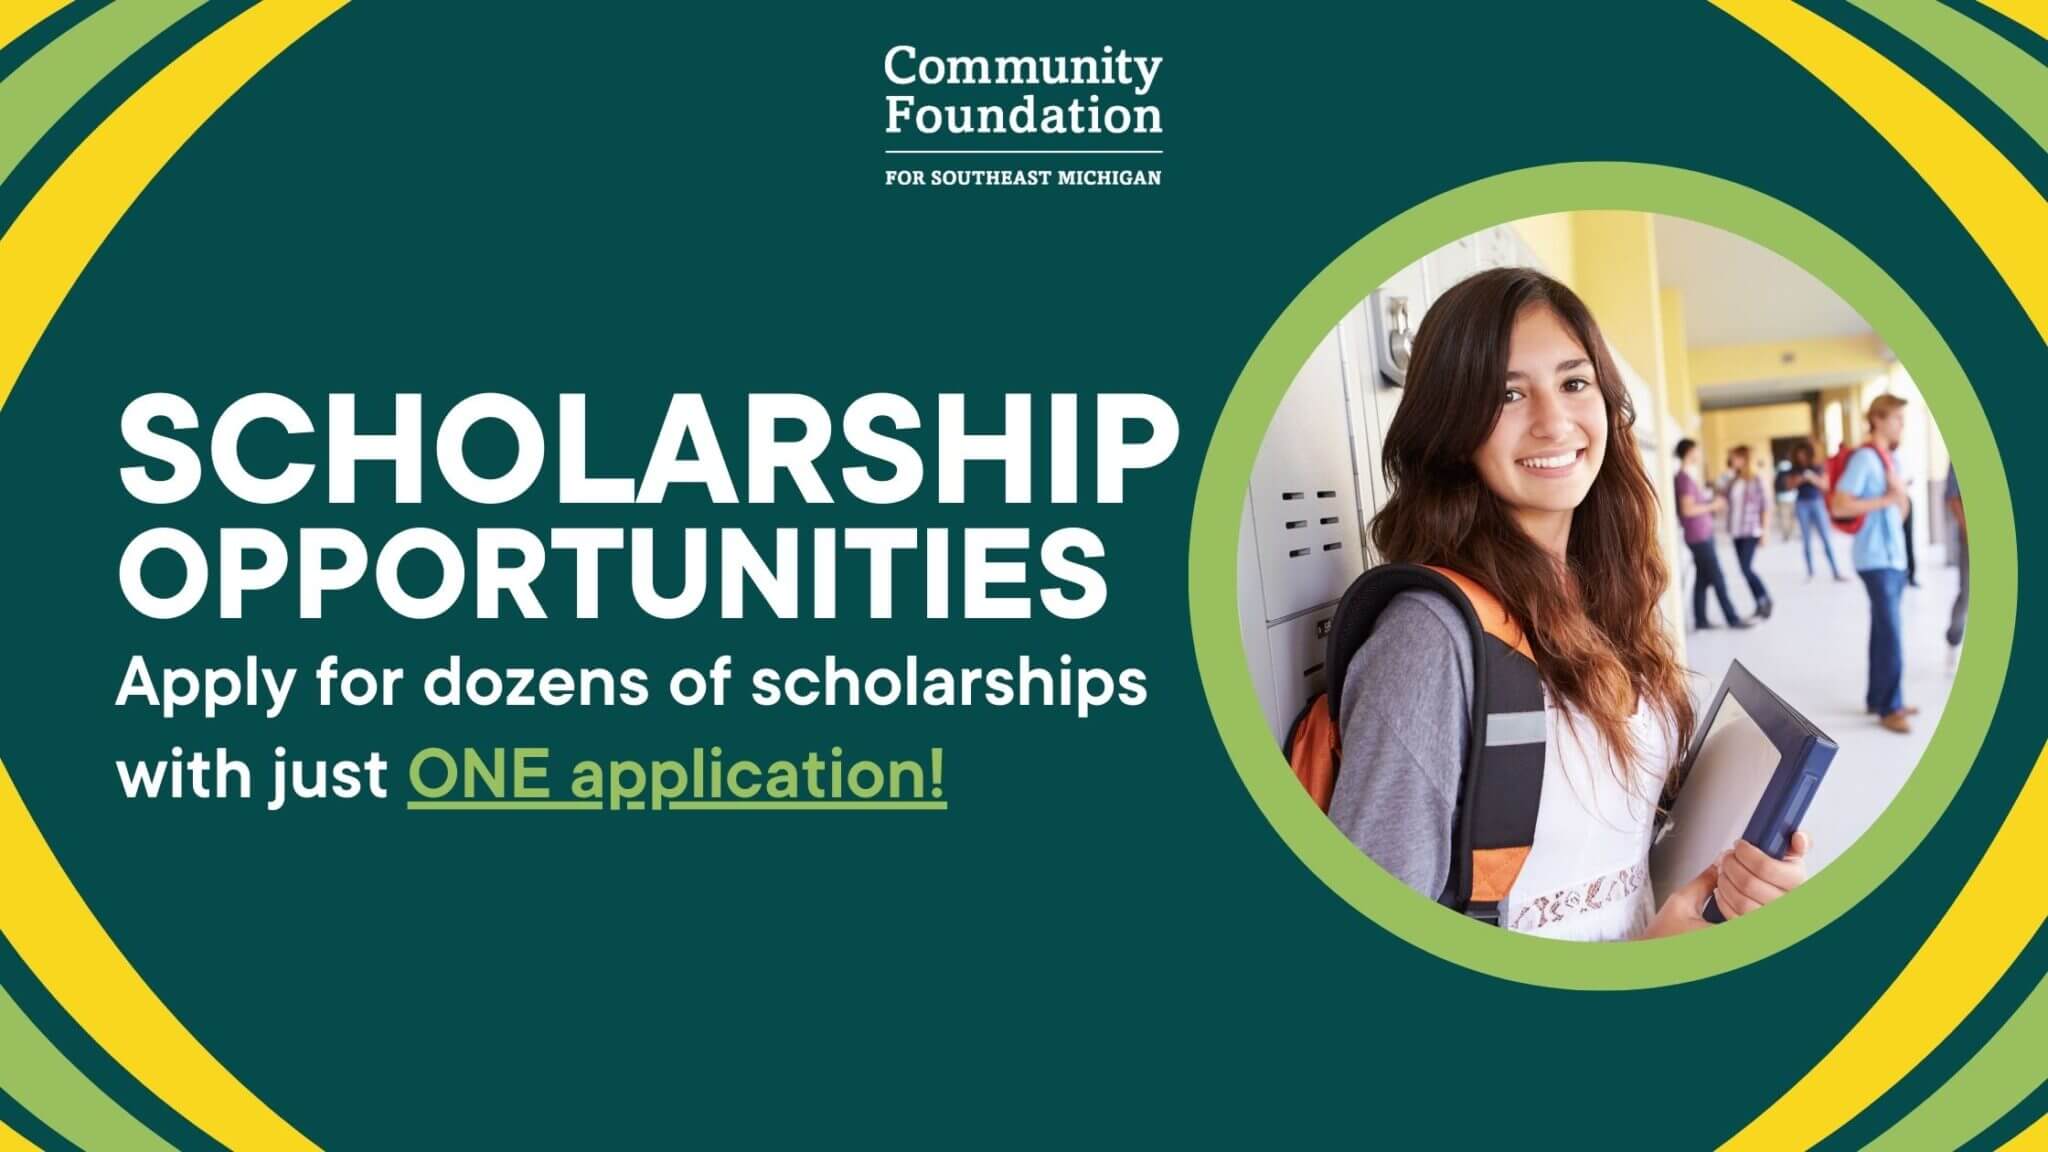 Community
Foundation
FOR SOUTHEAST MICHIGAN
SCHOLARSHIP
OPPORTUNITIES
Apply for dozens of scholarships
with just ONE application!